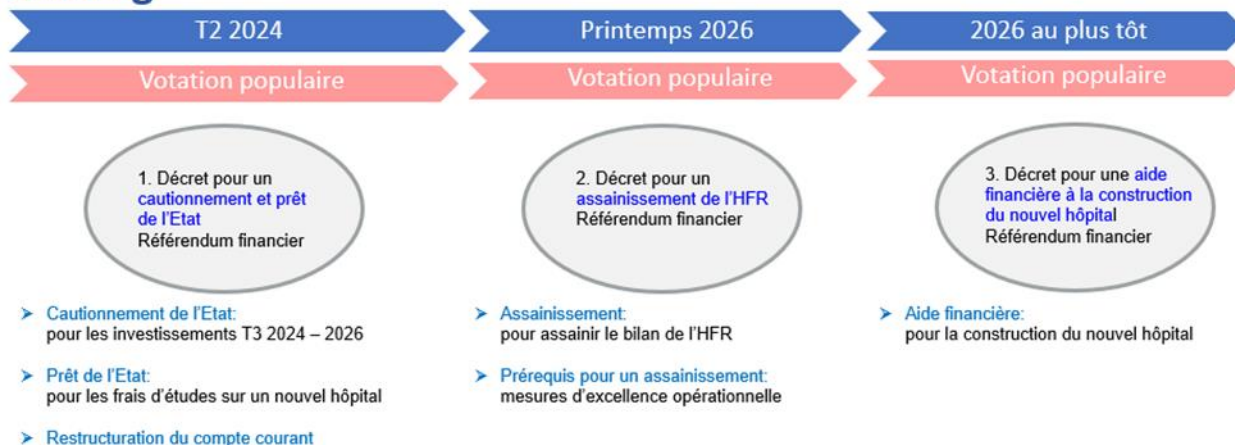 T2 2024
Printemps 2026
2026 au plus tôt
Votation populaire
Votation populaire
Votation populaire
1. Décret pour un
cautionnement et prêt
de l'Etat
Référendum financier
2. Décret pour un
assainissement de l'HFR
Référendum financier
3. Décret pour une aide
financière à la construction
du nouvel hôpital
Référendum financier
➤ Cautionnement de l'Etat:
pour les investissements T3 2024 – 2026
➤ Prêt de l'Etat:
pour les frais d'études sur un nouvel hôpital
➤ Restructuration du compte courant
➤ Assainissement:
pour assainir le bilan de l'HFR
➤ Prérequis pour un assainissement:
mesures d'excellence opérationnelle
➤ Aide financière:
pour la construction du nouvel hôpital